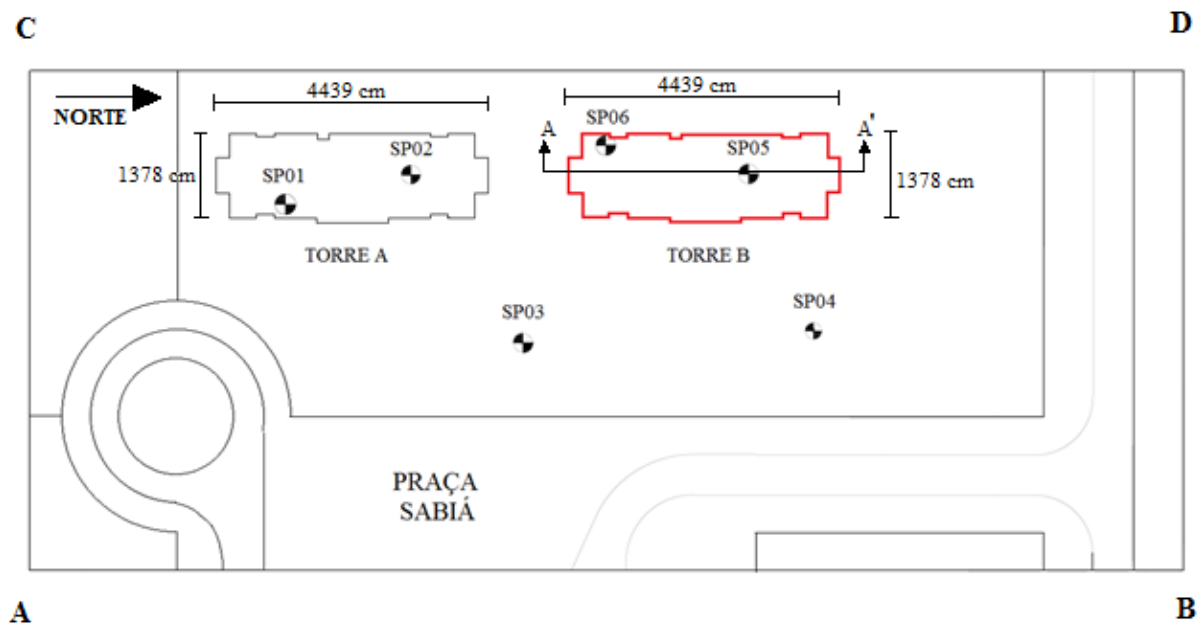 C
D
NORTE
4439 cm
4439 cm
1378 cm
SP01
SP02
SP06
A
A'
SP05
1378 cm
TORRE A
TORRE B
SP03
SP04
PRAÇA
SABIÁ
A
B